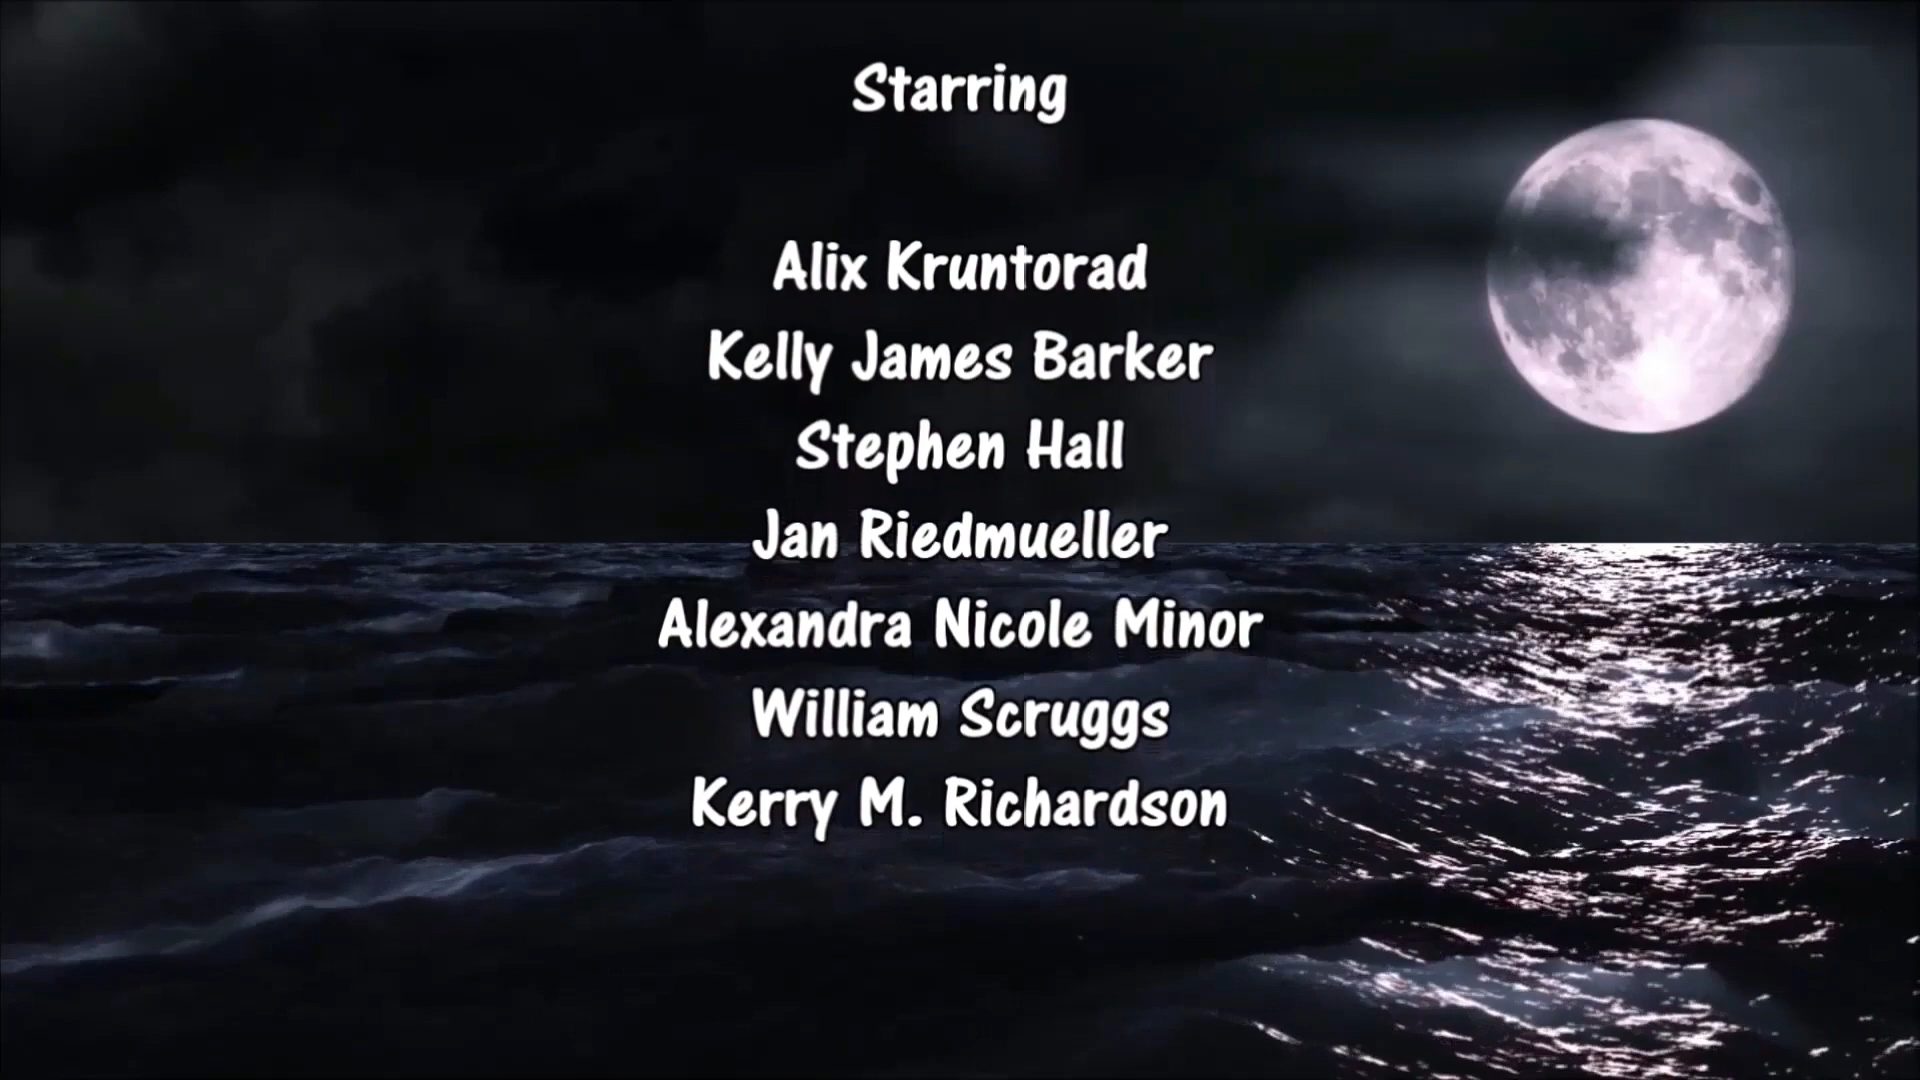 Starring
Alix Kruntorad
Kelly James Barker
Stephen Hall
Jan Riedmueller
Alexandra Nicole Minor
William Scruggs
Kerry M. Richardson